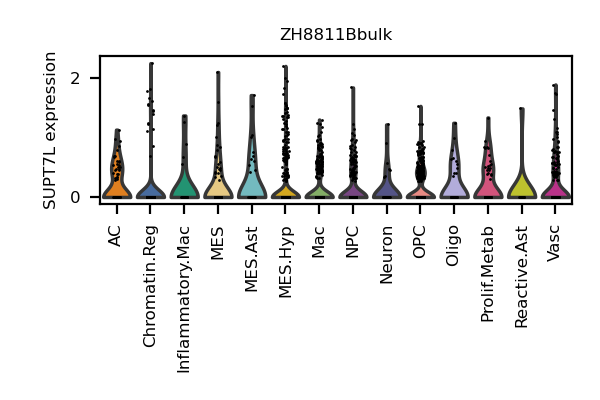 ZH8811Bbulk
SUPT7L expression
2
0
AC
Chromatin.Reg
Inflammatory.Mac
MES
MES.Ast
MES.Hyp
Mac
NPC
Neuron
OPC
Oligo
Prolif.Metab
Reactive.Ast
Vasc